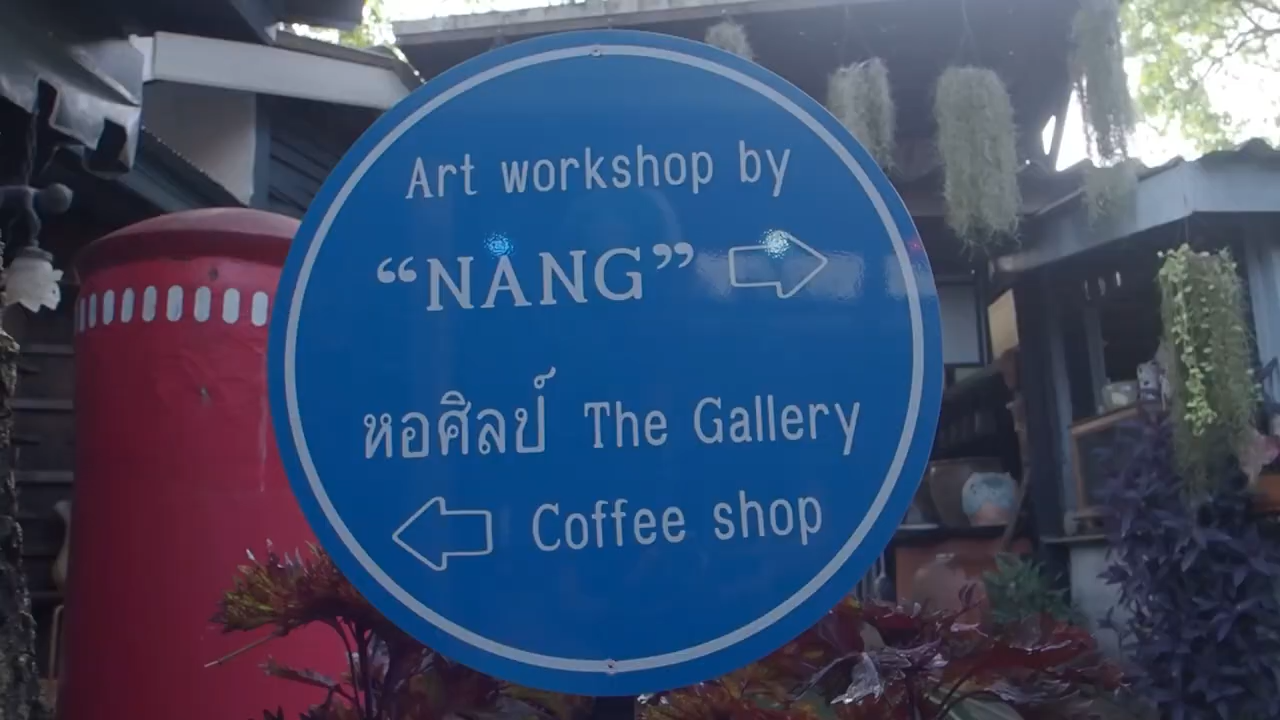 Art workshop by
“NANG”
หอศิลป์ The Gallery
Coffee shop